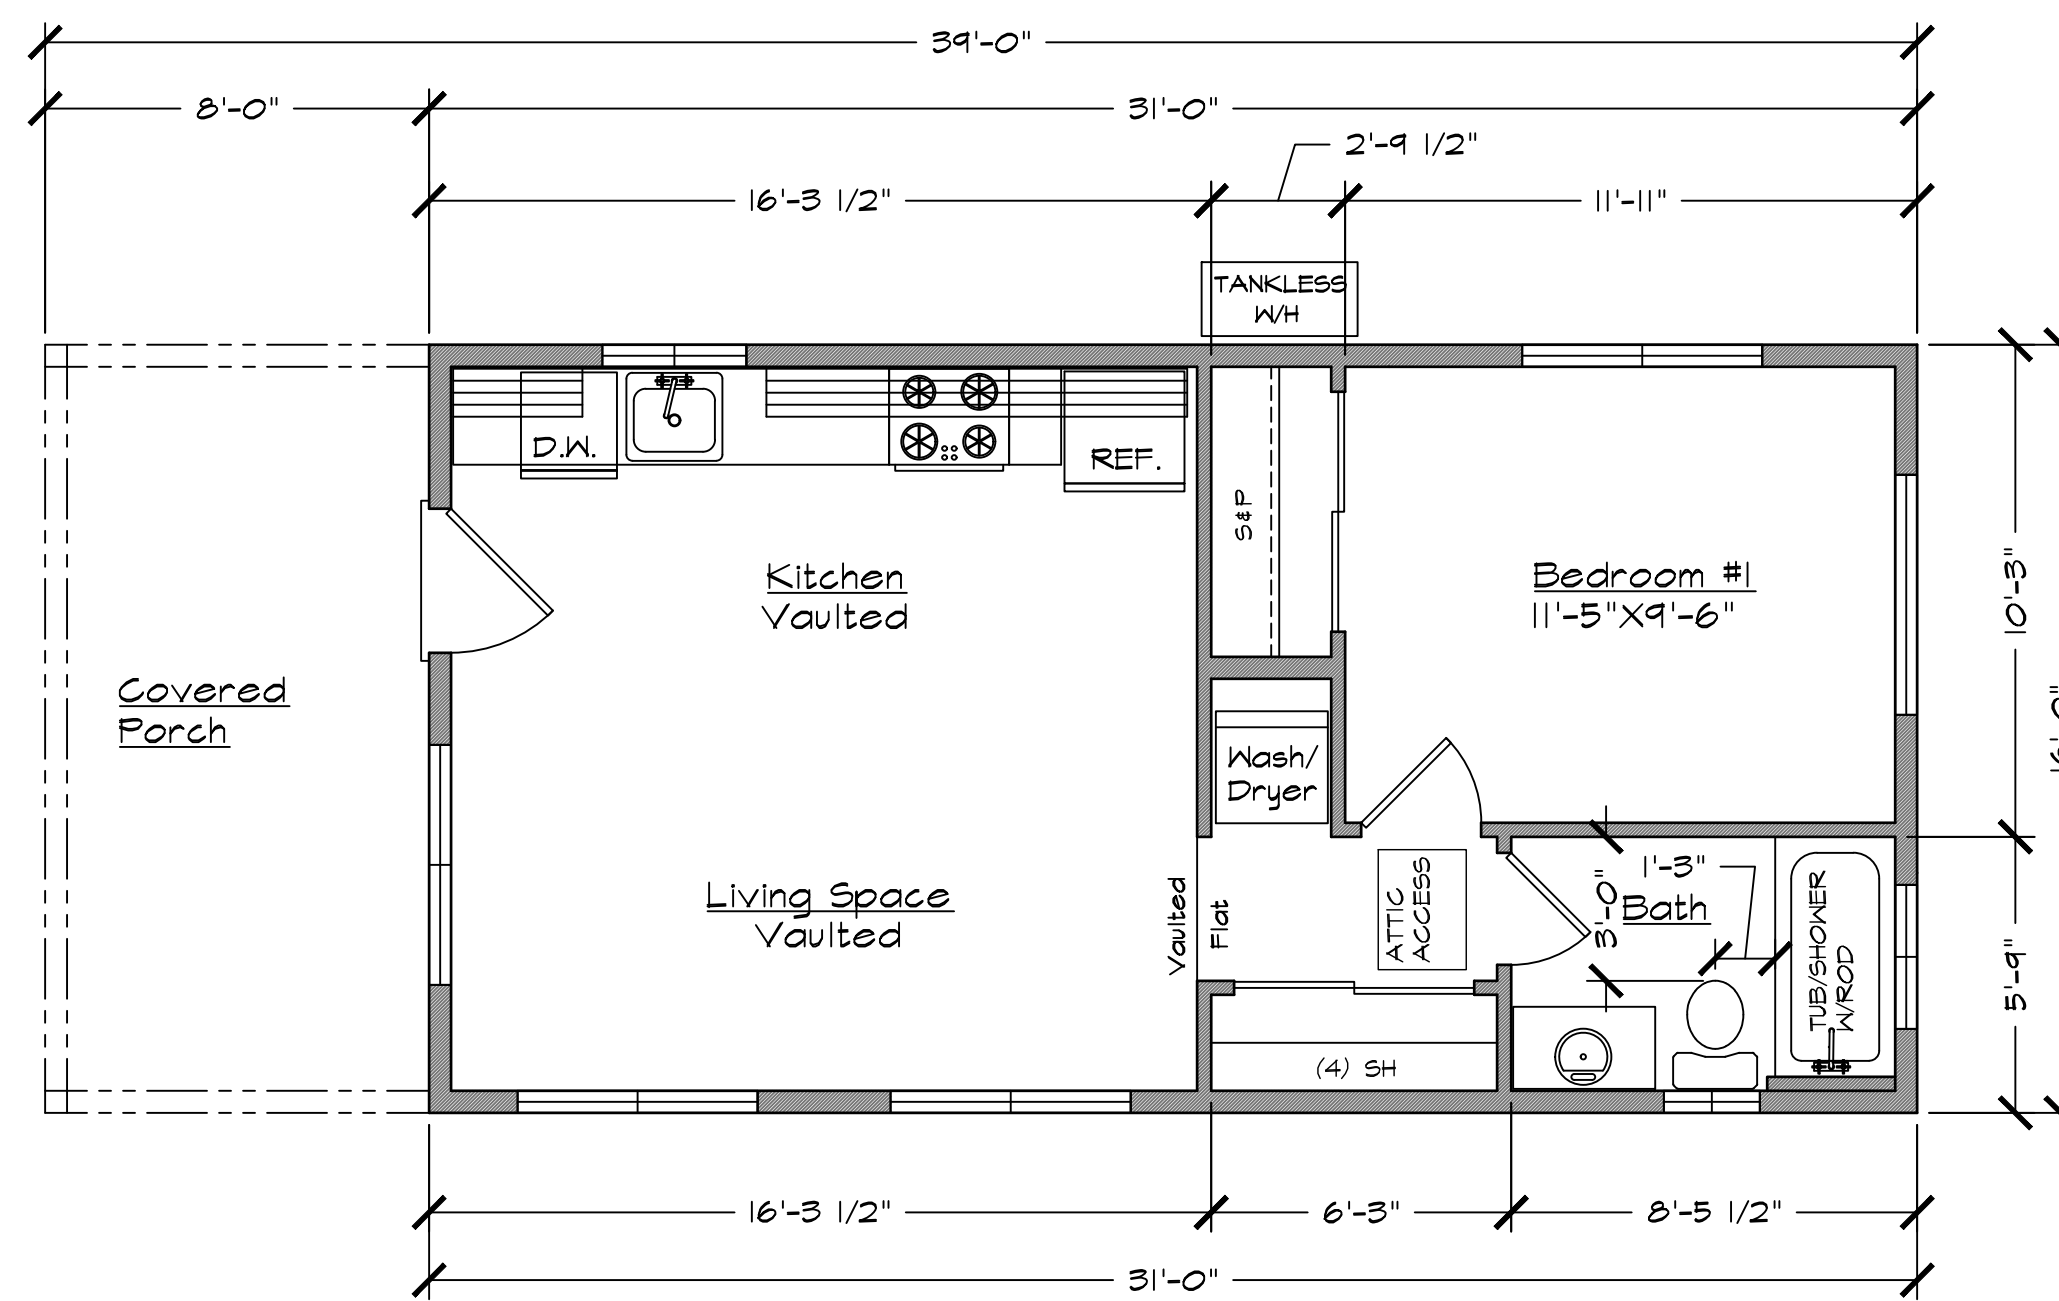 39'-0"
8'-0"
31'-0"
2'-9 1/2"
16'-3 1/2"
11'-11"
TANKLESS
W/H
D.W.
REF.
S&P
Kitchen
Vaulted
Bedroom #1
11'-5"X9'-6"
10'-3"
Covered
Porch
Wash/
Dryer
Living Space
Vaulted
Vaulted
Flat
ATTIC
ACCESS
3'-0"
1'-3"
Bath
TUB/SHOWER
W/ROD
5'-9"
(4) SH
16'-3 1/2"
6'-3"
8'-5 1/2"
31'-0"